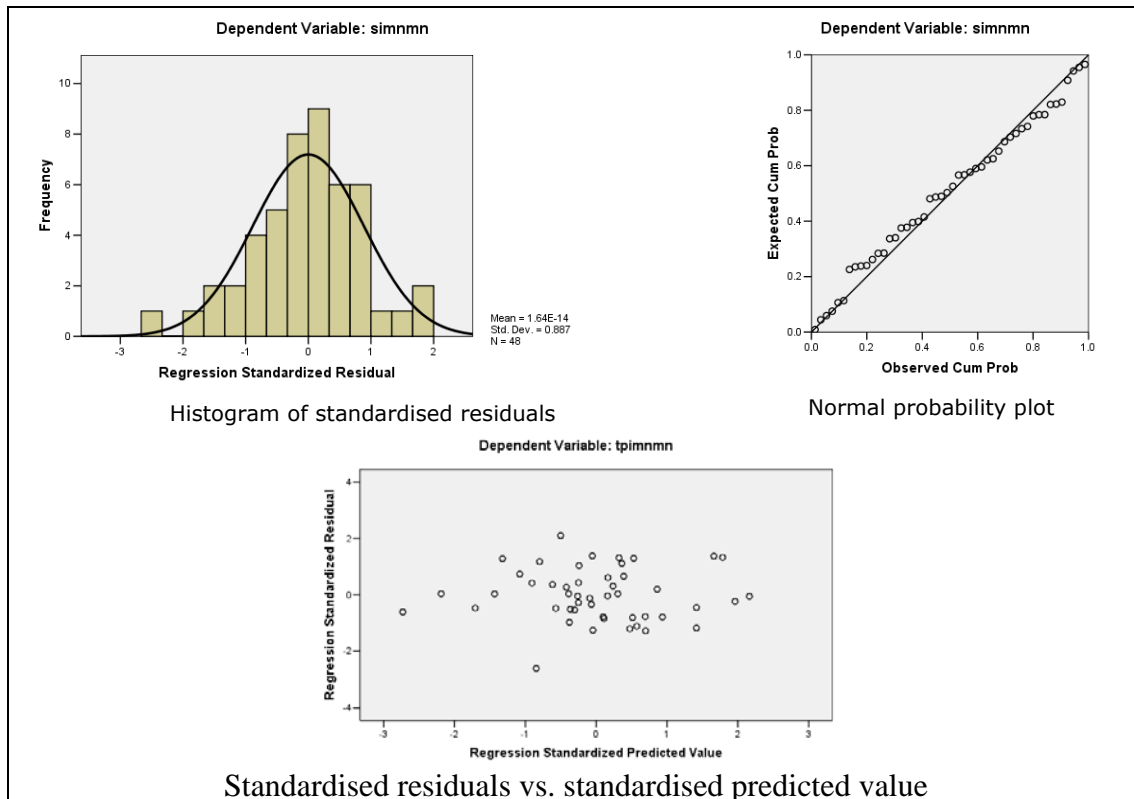 Dependent Variable: simnmn
10
8
6
4
2
0
Frequency
-3
-2
-1
0
1
2
Regression Standardized Residual
Mean = 1.64E-14
Std. Dev. = 0.887
N = 48
Histogram of standardised residuals
Dependent Variable: simnmn
1.0
0.8
0.6
0.4
0.2
0.0
Expected Cum Prob
0.0
0.2
0.4
0.6
0.8
1.0
Observed Cum Prob
Normal probability plot
Dependent Variable: tpimnmn
4
2
0
-2
-4
Regression Standardized Residual
-3
-2
-1
0
1
2
3
Regression Standardized Predicted Value
Standardised residuals vs. standardised predicted value